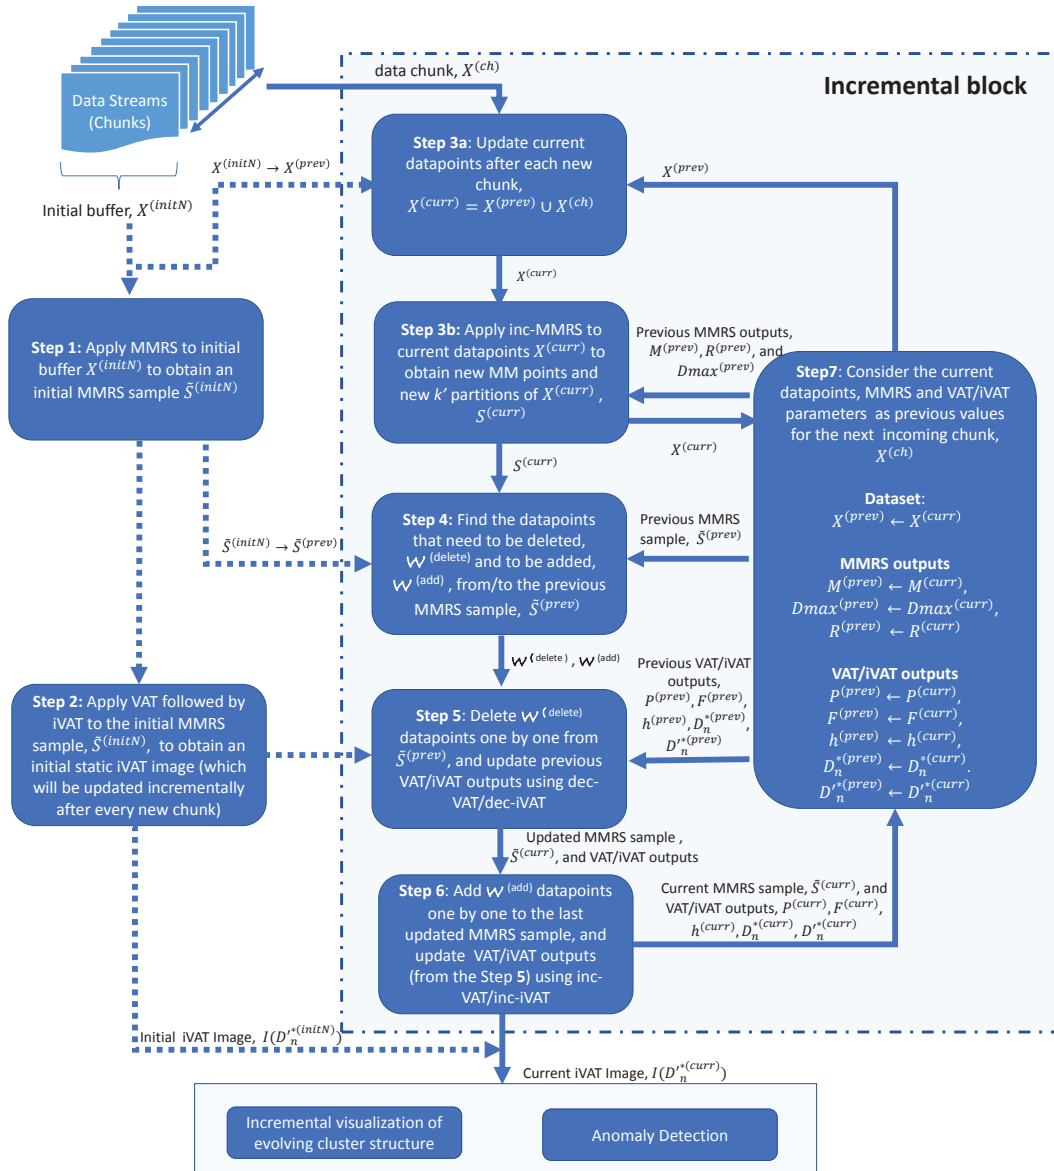 Data Streams
(Chunks)
data chunk, X^(ch)
Incremental block
X^(initN) → X^(prev)
Initial buffer, X^(initN)
Step 3a: Update current
datapoints after each new
chunk,
X^(curr) = X^(prev) ∪ X^(ch)
X^(prev)
X^(curr)
Step 1: Apply MMRS to initial
buffer X^(initN) to obtain an
initial MMRS sample S̃^(initN)
Step 3b: Apply inc-MMRS to
current datapoints X^(curr) to
obtain new MM points and
new k′ partitions of X^(curr) ,
S^(curr)
Previous MMRS outputs,
M^(prev), R^(prev), and
Dmax^(prev)
X^(curr)
S^(curr)
Step7: Consider the current
datapoints, MMRS and VAT/iVAT
parameters as previous values
for the next incoming chunk,
X^(ch)
Dataset:
X^(prev) ← X^(curr)
MMRS outputs
M^(prev) ← M^(curr),
Dmax^(prev) ← Dmax^(curr),
R^(prev) ← R^(curr)
VAT/iVAT outputs
P^(prev) ← P^(curr),
F^(prev) ← F^(curr),
h^(prev) ← h^(curr),
D_n^*(prev) ← D_n^*(curr).
D′_n^*(prev) ← D′_n^*(curr)
S̃^(initN) → S̃^(prev)
Step 4: Find the datapoints
that need to be deleted,
W^(delete) and to be added,
W^(add) , from/to the previous
MMRS sample, S̃^(prev)
Previous MMRS
sample, S̃^(prev)
W^(delete) , W^(add)
Step 2: Apply VAT followed by
iVAT to the initial MMRS
sample, S̃^(initN), to obtain an
initial static iVAT image (which
will be updated incrementally
after every new chunk)
Step 5: Delete W^(delete)
datapoints one by one from
S̃^(prev), and update previous
VAT/iVAT outputs using dec-
VAT/dec-iVAT
Previous VAT/iVAT
outputs,
P^(prev), F^(prev),
h^(prev), D_n^*(prev),
D′_n^*(prev)
Updated MMRS sample ,
S̃^(curr), and VAT/iVAT outputs
Step 6: Add W^(add) datapoints
one by one to the last
updated MMRS sample, and
update VAT/iVAT outputs
(from the Step 5) using inc-
VAT/inc-iVAT
Current MMRS sample, S̃^(curr), and
VAT/iVAT outputs, P^(curr), F^(curr),
h^(curr), D_n^*(curr), D′_n^*(curr)
Initial iVAT Image, I(D′_n^*(initN))
Current iVAT Image, I(D′_n^*(curr))
Incremental visualization of
evolving cluster structure
Anomaly Detection